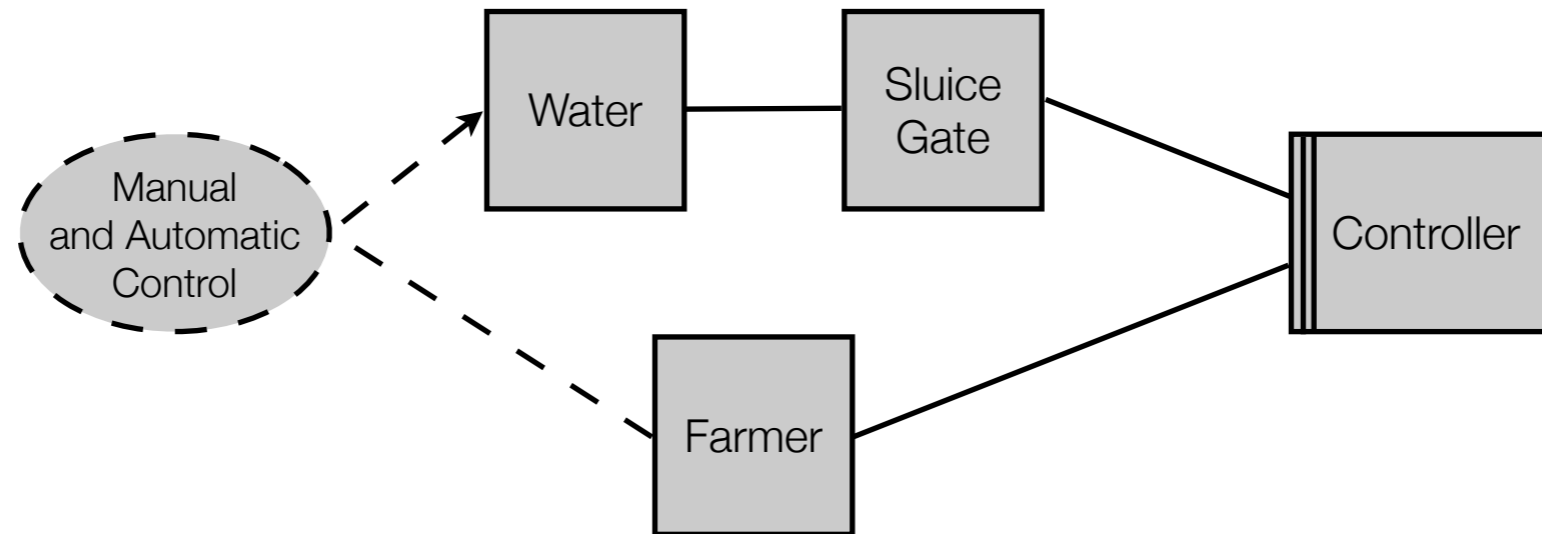 Manual
and Automatic
Control
Water
Sluice
Gate
Controller
Farmer